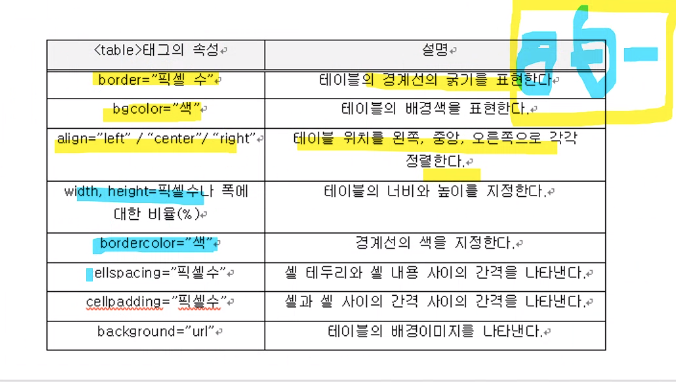 <table>태그의 속성 설명
border="픽셀 수" 테이블의 경계선의 굵기를 표현한다
bgcolor="색" 테이블의 배경색을 표현한다.
align="left" / "center"/ "right" 테이블 위치를 왼쪽, 중앙, 오른쪽으로 각각
정렬한다.
width, height=픽셀수나 폭에 테이블의 너비와 높이를 지정한다.
대한 비율(%)
bordercolor="색" 경계선의 색을 지정한다.
ellspacing="픽셀수" 셀 테두리와 셀 내용 사이의 간격을 나타낸다.
cellpadding="픽셀수" 셀과 셀 사이의 간격 사이의 간격을 나타낸다.
background="url" 테이블의 배경이미지를 나타낸다.